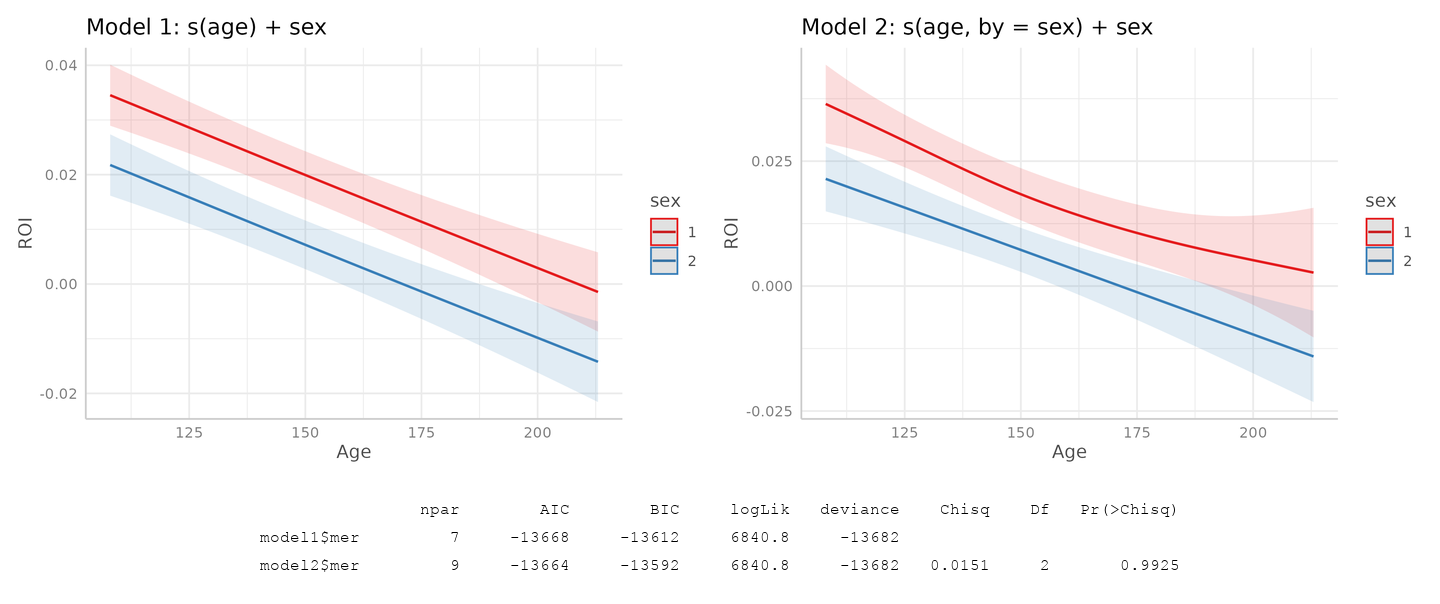 Model 1: s(age) + sex
0.04
0.02
0.00
-0.02
ROI
125 150 175 200
Age
sex
1
2
Model 2: s(age, by = sex) + sex
0.025
0.000
-0.025
ROI
125 150 175 200
Age
sex
1
2
npar AIC BIC logLik deviance Chisq Df Pr(>Chisq)
model1$mer 7 -13668 -13612 6840.8 -13682
model2$mer 9 -13664 -13592 6840.8 -13682 0.0151 2 0.9925